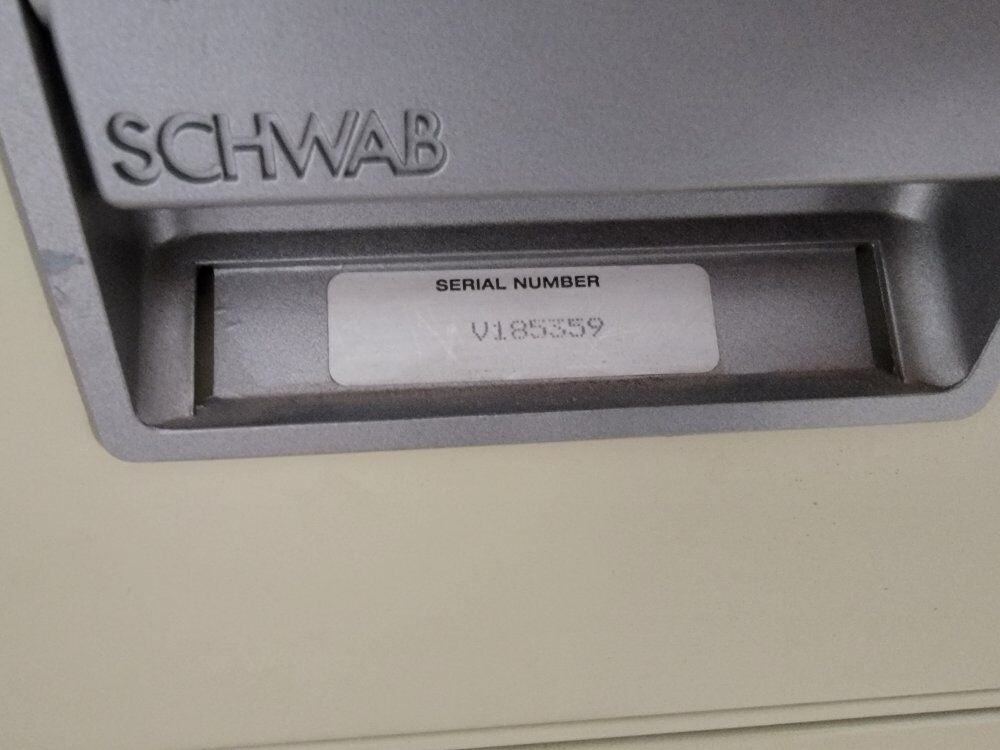 SCHWAB
SERIAL NUMBER
V185359